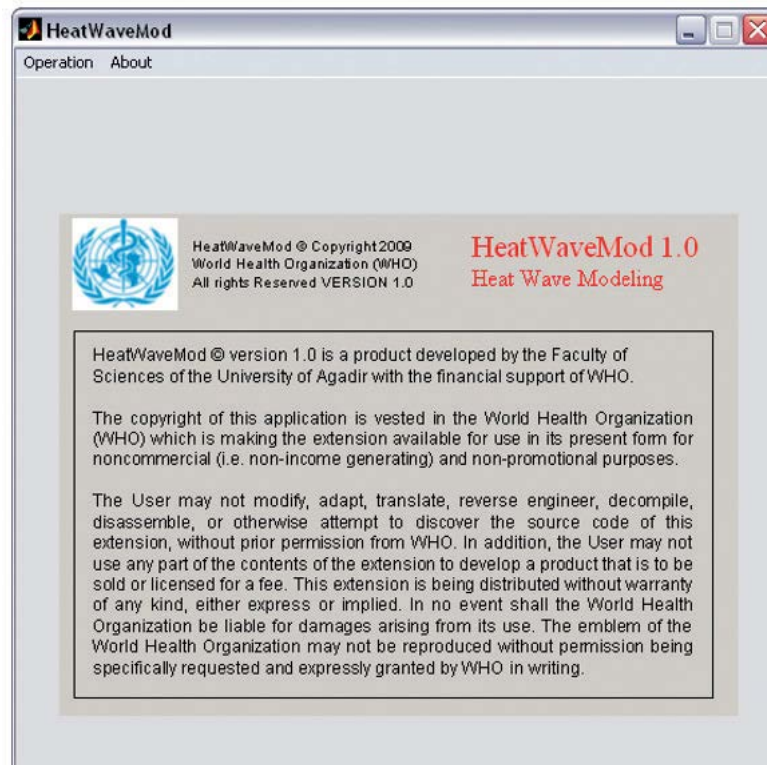 HeatWaveMod
Operation About
HeatWaveMod © Copyright 2009
World Health Organization (WHO)
All rights Reserved VERSION 1.0
HeatWaveMod 1.0
Heat Wave Modeling
HeatWaveMod © version 1.0 is a product developed by the Faculty of
Sciences of the University of Agadir with the financial support of WHO.
The copyright of this application is vested in the World Health Organization
(WHO) which is making the extension available for use in its present form for
noncommercial (i.e. non-income generating) and non-promotional purposes.
The User may not modify, adapt, translate, reverse engineer, decompile,
disassemble, or otherwise attempt to discover the source code of this
extension, without prior permission from WHO. In addition, the User may not
use any part of the contents of the extension to develop a product that is to be
sold or licensed for a fee. This extension is being distributed without warranty
of any kind, either express or implied. In no event shall the World Health
Organization be liable for damages arising from its use. The emblem of the
World Health Organization may not be reproduced without permission being
specifically requested and expressly granted by WHO in writing.